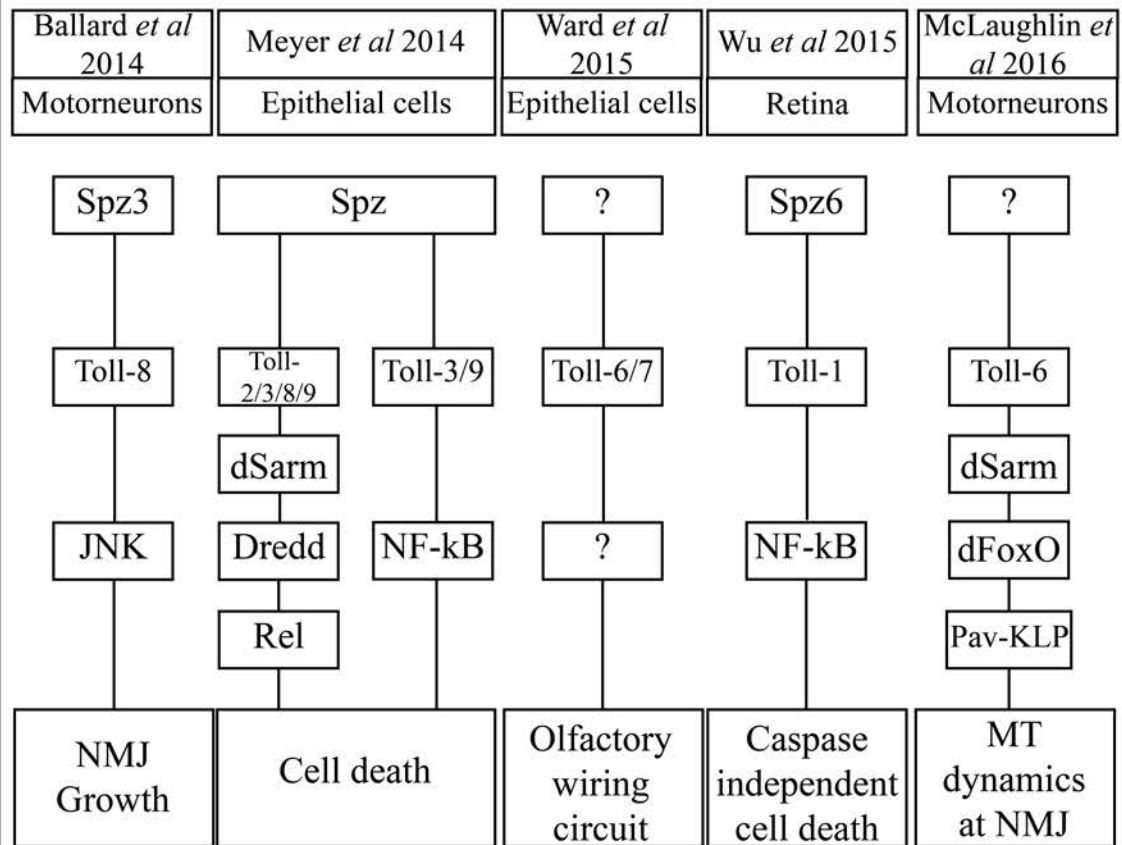 Ballard et al
2014
Motorneurons
Meyer et al 2014
Epithelial cells
Ward et al
2015
Epithelial cells
Wu et al 2015
Retina
McLaughlin et
al 2016
Motorneurons
Spz3
Spz
?
Spz6
?
Toll-8
Toll-
2/3/8/9
Toll-3/9
Toll-6/7
Toll-1
Toll-6
dSarm
dSarm
JNK
Dredd
NF-kB
?
NF-kB
dFoxO
Rel
Pav-KLP
NMJ
Growth
Cell death
Olfactory
wiring
circuit
Caspase
independent
cell death
MT
dynamics
at NMJ